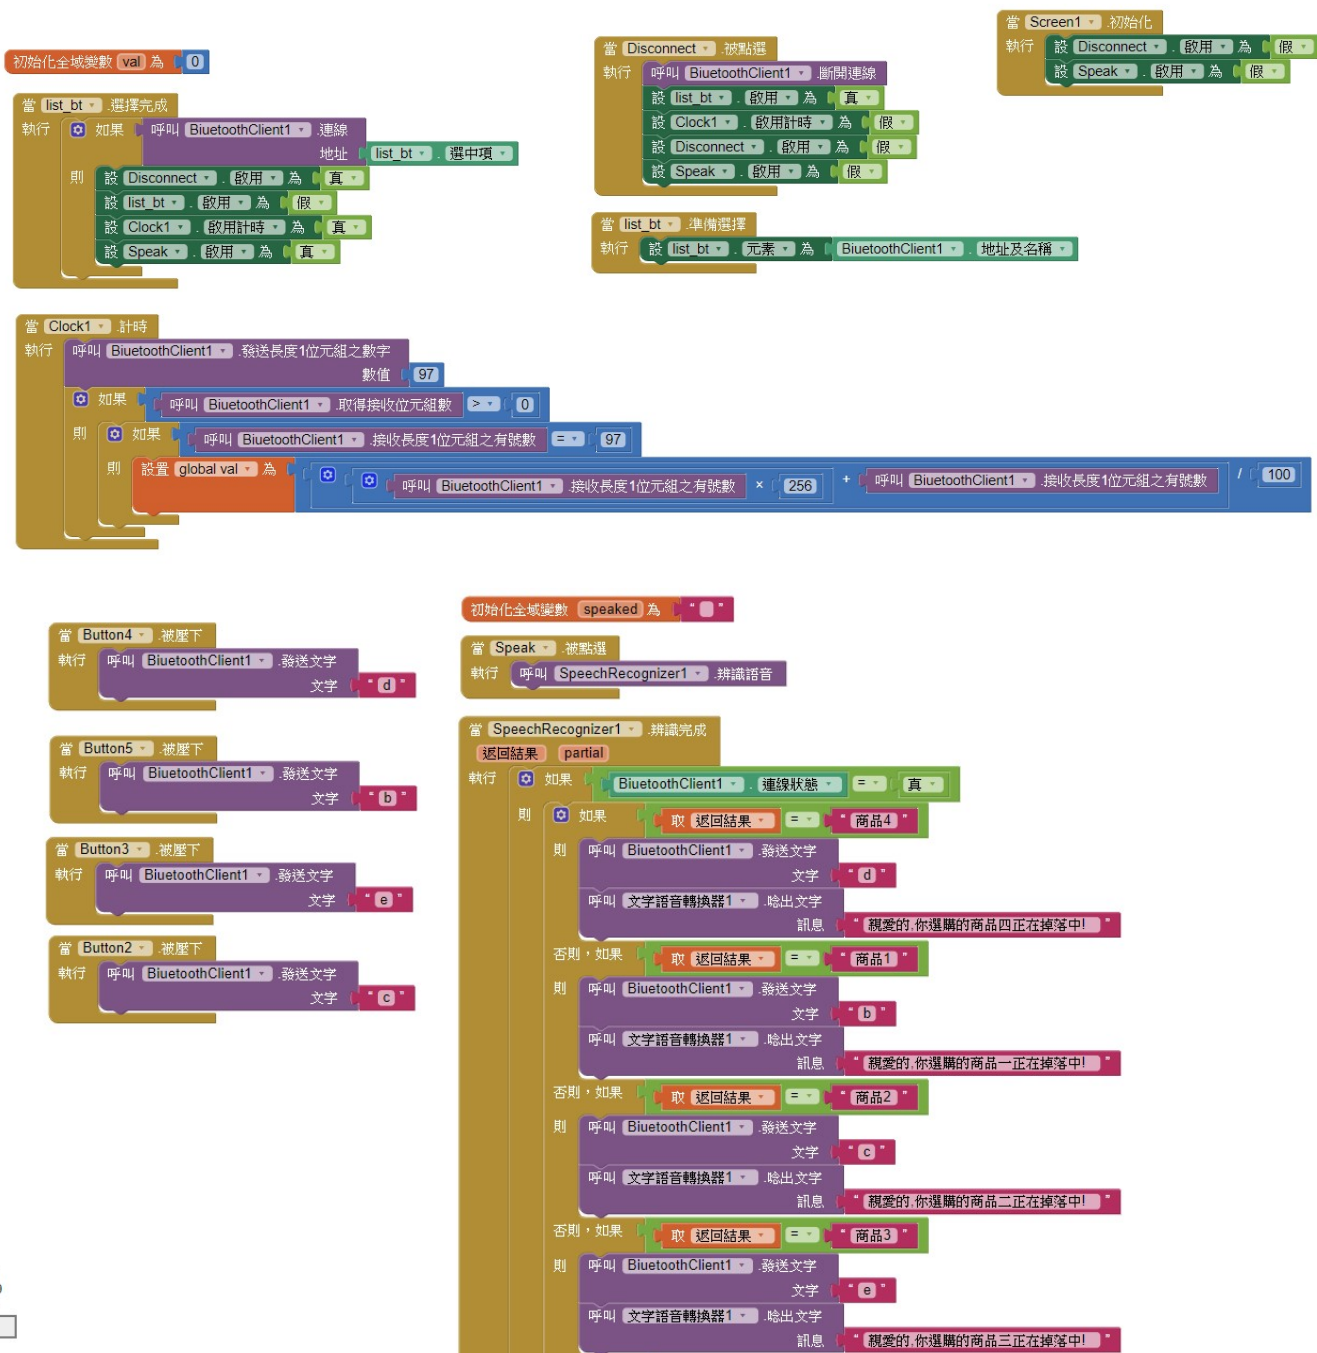 初始化全域變數 val 為 0
當 list_bt .選擇完成
執行 如果 呼叫 BluetoothClient1 .連線
地址 list_bt . 選中項
則 設 Disconnect . 啟用 為 真
設 list_bt . 啟用 為 假
設 Clock1 . 啟用計時 為 真
設 Speak . 啟用 為 真
當 Disconnect .被點選
執行 呼叫 BluetoothClient1 .斷開連線
設 list_bt . 啟用 為 真
設 Clock1 . 啟用計時 為 假
設 Disconnect . 啟用 為 假
設 Speak . 啟用 為 假
當 list_bt .準備選擇
執行 設 list_bt . 元素 為 BluetoothClient1 . 地址及名稱
當 Screen1 .初始化
執行 設 Disconnect . 啟用 為 假
設 Speak . 啟用 為 假
當 Clock1 .計時
執行 呼叫 BluetoothClient1 .發送長度1位元組之數字
數值 97
如果 呼叫 BluetoothClient1 .取得接收位元組數 > 0
則 如果 呼叫 BluetoothClient1 .接收長度1位元組之有號數 = 97
則 設置 global val 為 呼叫 BluetoothClient1 .接收長度1位元組之有號數 × 256 + 呼叫 BluetoothClient1 .接收長度1位元組之有號數 / 100
當 Button4 .被壓下
執行 呼叫 BluetoothClient1 .發送文字
文字 " d "
當 Button5 .被壓下
執行 呼叫 BluetoothClient1 .發送文字
文字 " b "
當 Button3 .被壓下
執行 呼叫 BluetoothClient1 .發送文字
文字 " e "
當 Button2 .被壓下
執行 呼叫 BluetoothClient1 .發送文字
文字 " c "
初始化全域變數 speaked 為 " "
當 Speak .被點選
執行 呼叫 SpeechRecognizer1 .辨識語音
當 SpeechRecognizer1 .辨識完成
返回結果 partial
執行 如果 BluetoothClient1 . 連線狀態 = 真
則 如果 取 返回結果 = " 商品4 "
則 呼叫 BluetoothClient1 .發送文字
文字 " d "
呼叫 文字語音轉換器1 .唸出文字
訊息 " 親愛的,你選購的商品四正在掉落中! "
否則,如果 取 返回結果 = " 商品1 "
則 呼叫 BluetoothClient1 .發送文字
文字 " b "
呼叫 文字語音轉換器1 .唸出文字
訊息 " 親愛的,你選購的商品一正在掉落中! "
否則,如果 取 返回結果 = " 商品2 "
則 呼叫 BluetoothClient1 .發送文字
文字 " c "
呼叫 文字語音轉換器1 .唸出文字
訊息 " 親愛的,你選購的商品二正在掉落中! "
否則,如果 取 返回結果 = " 商品3 "
則 呼叫 BluetoothClient1 .發送文字
文字 " e "
呼叫 文字語音轉換器1 .唸出文字
訊息 " 親愛的,你選購的商品三正在掉落中! "